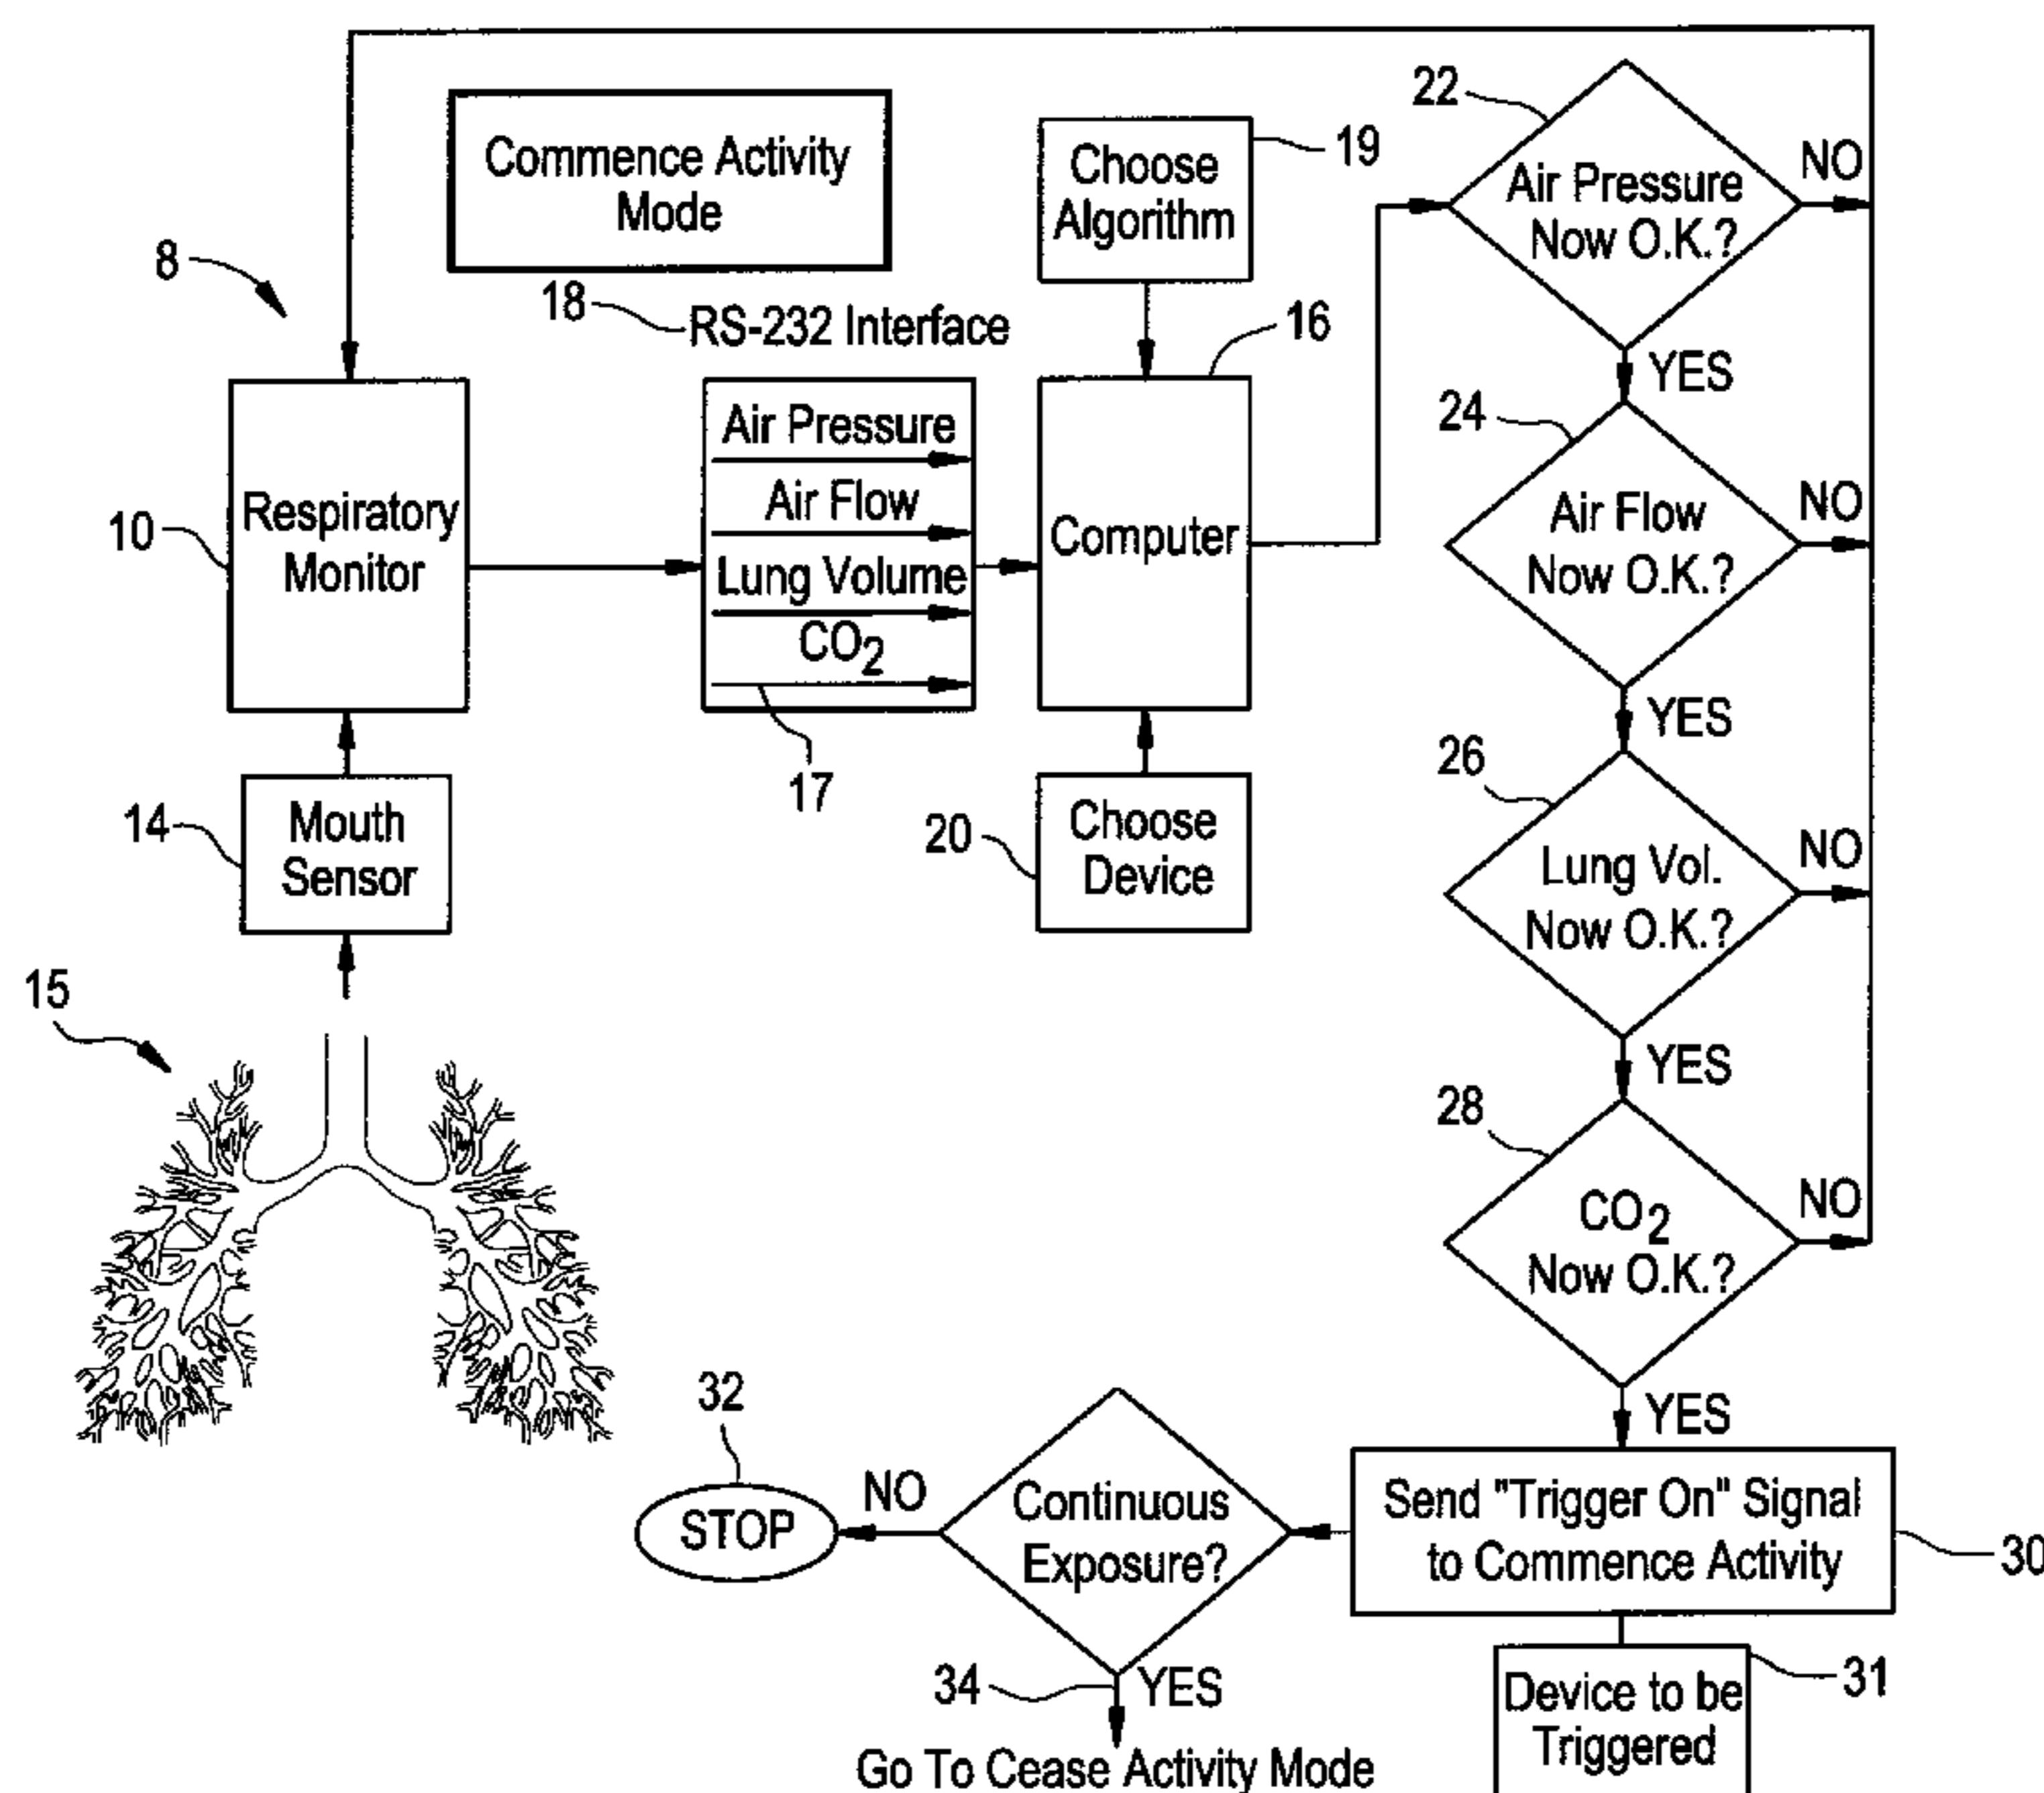 Commence Activity
Mode
8
18
RS-232 Interface
Choose
Algorithm
19
22
Air Pressure
Now O.K.?
NO
YES
10
Respiratory
Monitor
Air Pressure
Air Flow
Lung Volume
CO2
17
16
Computer
24
Air Flow
Now O.K.?
NO
YES
14
Mouth
Sensor
20
Choose
Device
26
Lung Vol.
Now O.K.?
NO
YES
15
28
CO2
Now O.K.?
NO
YES
32
STOP
NO
Continuous
Exposure?
Send "Trigger On" Signal
to Commence Activity
30
34
YES
Go To Cease Activity Mode
Device to be
Triggered
31